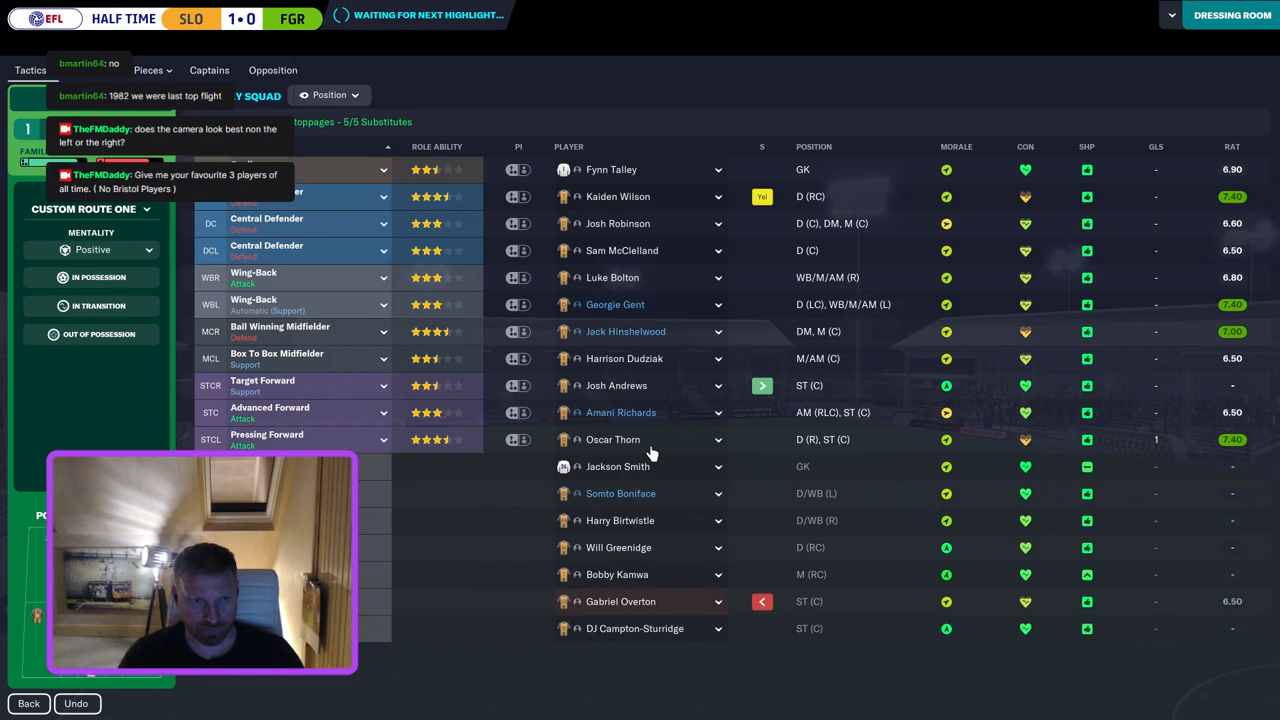 EFL HALF TIME SLO 1 - 0 FGR WAITING FOR NEXT HIGHLIGHT... DRESSING ROOM
bmartin64: no
Tactics Pieces Captains Opposition
bmartin64: 1982 we were last top flight
SQUAD Position
TheFMDaddy: does the camera look best non the
left or the right?
toppages - 5/5 Substitutes
1
ROLE ABILITY PI PLAYER S POSITION MORALE CON SHP GLS RAT
TheFMDaddy: Give me your favourite 3 players of
all time. ( No Bristol Players )
Fynn Talley GK 6.90
Defend Kaiden Wilson Yel D (RC) - 7.40
CUSTOM ROUTE ONE
MENTALITY
Positive
IN POSSESSION
IN TRANSITION
OUT OF POSSESSION
DC Central Defender Josh Robinson D (C), DM, M (C) - 6.60
Defend
DCL Central Defender Sam McClelland D (C) - 6.50
Defend
WBR Wing-Back Luke Bolton WB/M/AM (R) - 6.80
Attack
WBL Wing-Back Georgie Gent D (LC), WB/M/AM (L) - 7.40
Automatic (Support)
MCR Ball Winning Midfielder Jack Hinshelwood DM, M (C) - 7.00
Defend
MCL Box To Box Midfielder Harrison Dudziak M/AM (C) - 6.50
Support
STCR Target Forward Josh Andrews ST (C) - -
Support
STC Advanced Forward Amani Richards AM (RLC), ST (C) - 6.50
Attack
STCL Pressing Forward Oscar Thorn D (R), ST (C) 1 7.40
Attack
Jackson Smith GK - -
Somto Boniface D/WB (L) - -
Harry Birtwistle D/WB (R) - -
Will Greenidge D (RC) - -
Bobby Kamwa M (RC) - -
Gabriel Overton ST (C) - 6.50
DJ Campton-Sturridge ST (C) - -
Back Undo